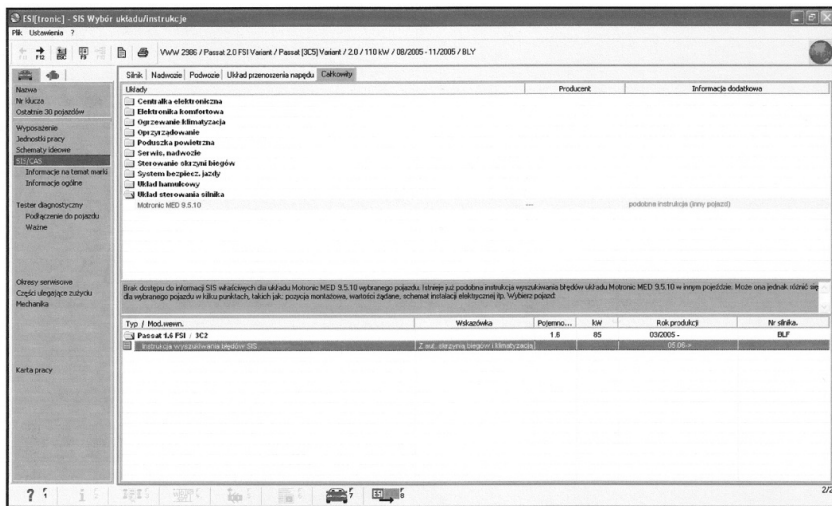 ESI[tronic] - SIS Wybór układu/instrukcje
Plik Ustawienia ?
F12 ESC F5 VWW 2986 / Passat 2.0 FSI Variant / Passat [3C5] Variant / 2.0 / 110 kW / 08/2005 - 11/2005 / BLY
Silnik Nadwozie Podwozie Układ przenoszenia napędu Całkowity
Nazwa
Nr klucza
Ostatnie 30 pojazdów
Wyposażenie
Jednostki pracy
Schematy ideowe
SIS/CAS
Informacje na temat marki
Informacje ogólne
Tester diagnostyczny
Podłączenie do pojazdu
Ważne
Okresy serwisowe
Części ulegające zużyciu
Mechanika
Karta pracy
Układy Producent Informacja dodatkowa
Centralka elektroniczna
Elektronika komfortowa
Ogrzewanie klimatyzacja
Oprzyrządowanie
Poduszka powietrzna
Serwis, nadwozie
Sterowanie skrzyni biegów
System bezpiecz. jazdy
Układ hamulcowy
Układ sterowania silnika
Motronic MED 9.5.10 --- podobna instrukcja (inny pojazd)
Brak dostępu do informacji SIS właściwych dla układu Motronic MED 9.5.10 wybranego pojazdu. Istnieje już podobna instrukcja wyszukiwania błędów układu Motronic MED 9.5.10 w innym pojeździe. Może ona jednak różnić się
dla wybranego pojazdu w kilku punktach, takich jak: pozycja montażowa, wartości żądane, schemat instalacji elektrycznej itp. Wybierz pojazd:
Typ / Mod.wewn. Wskazówka Pojemno... kW Rok produkcji Nr silnika.
Passat 1.6 FSI / 3C2 1.6 85 03/2005 - BLF
Instrukcja wyszukiwania błędów SIS Z aut. skrzynią biegów i klimatyzacją 05.06->
? F1 F7 F8
2/2